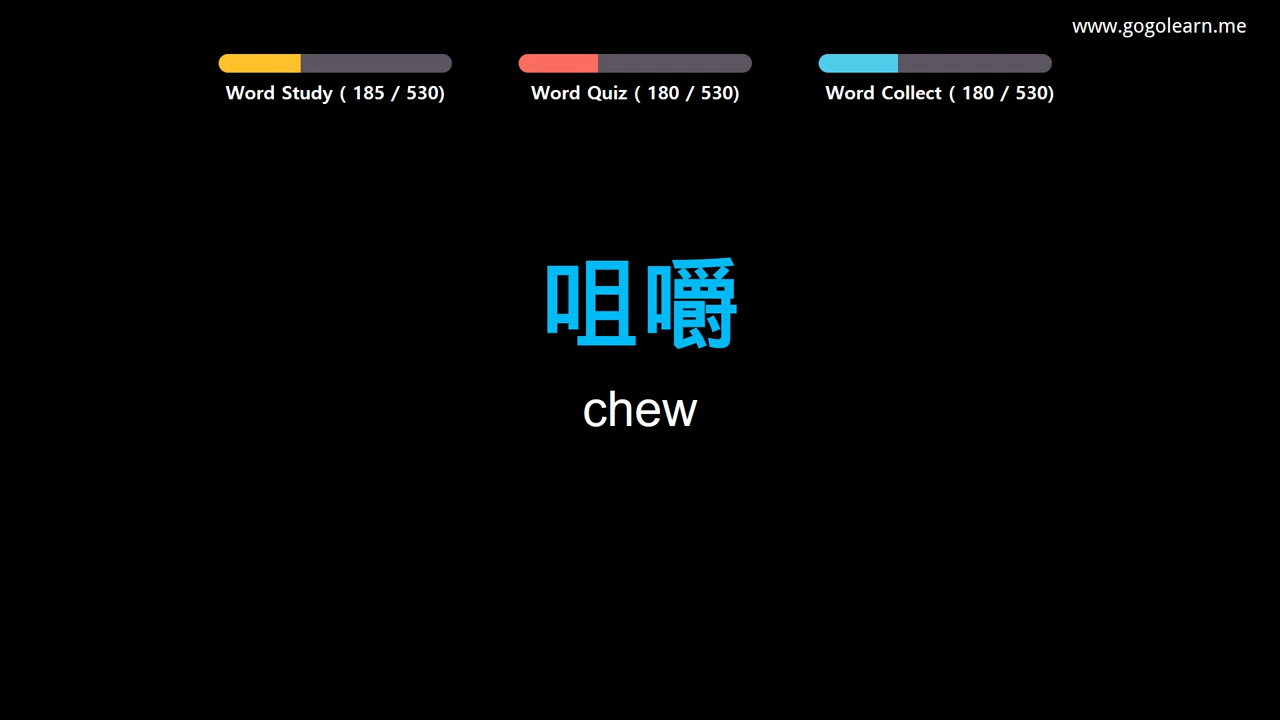 www.gogolearn.me
Word Study ( 185 / 530)
Word Quiz ( 180 / 530)
Word Collect ( 180 / 530)
咀嚼
chew